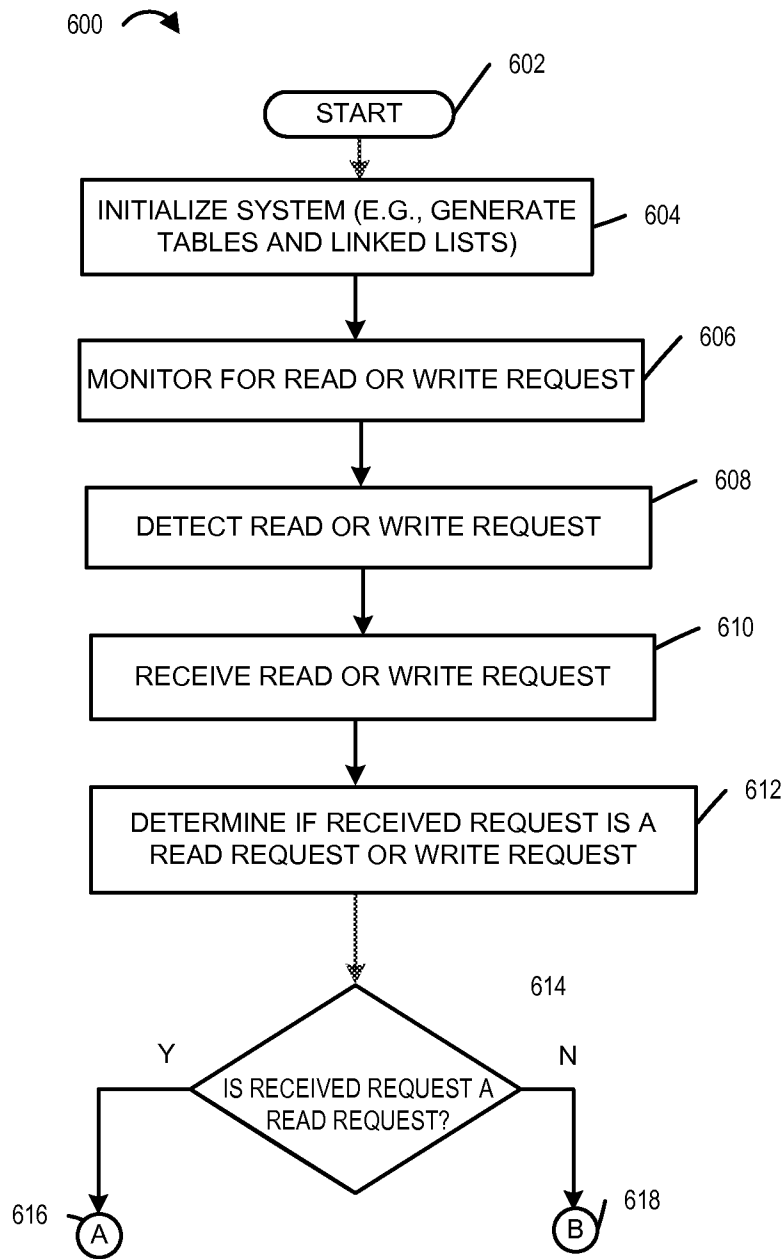 600
602
START
INITIALIZE SYSTEM (E.G., GENERATE
TABLES AND LINKED LISTS)
604
606
MONITOR FOR READ OR WRITE REQUEST
608
DETECT READ OR WRITE REQUEST
610
RECEIVE READ OR WRITE REQUEST
612
DETERMINE IF RECEIVED REQUEST IS A
READ REQUEST OR WRITE REQUEST
614
Y
N
IS RECEIVED REQUEST A
READ REQUEST?
616
A
B
618